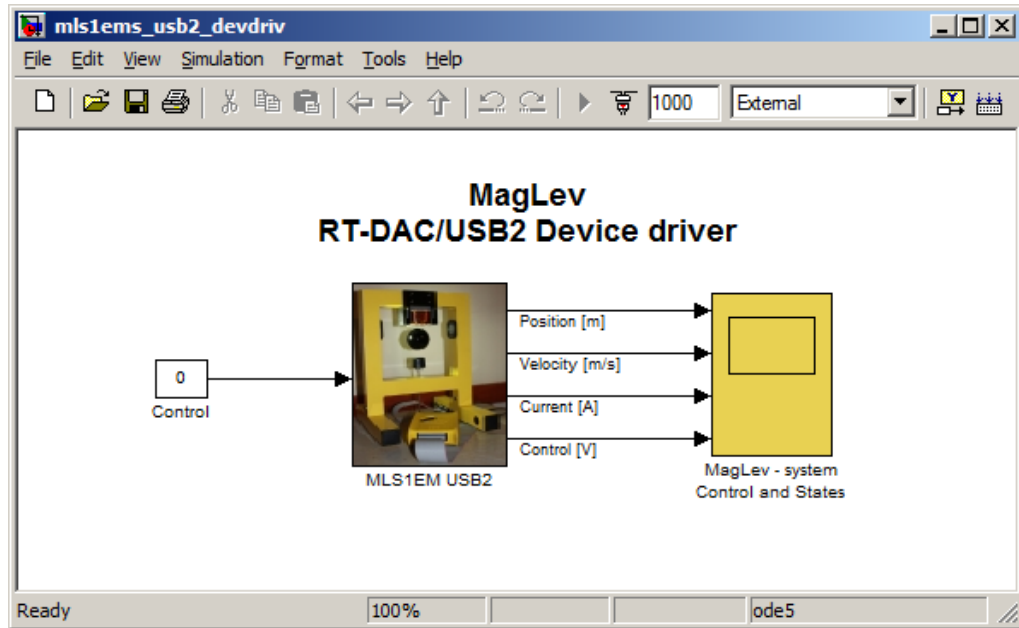 mls1ems_usb2_devdriv
File Edit View Simulation Format Tools Help
1000 External
MagLev
RT-DAC/USB2 Device driver
Position [m]
Velocity [m/s]
0
Current [A]
Control
Control [V]
MLS1EM USB2
MagLev - system
Control and States
Ready 100% ode5